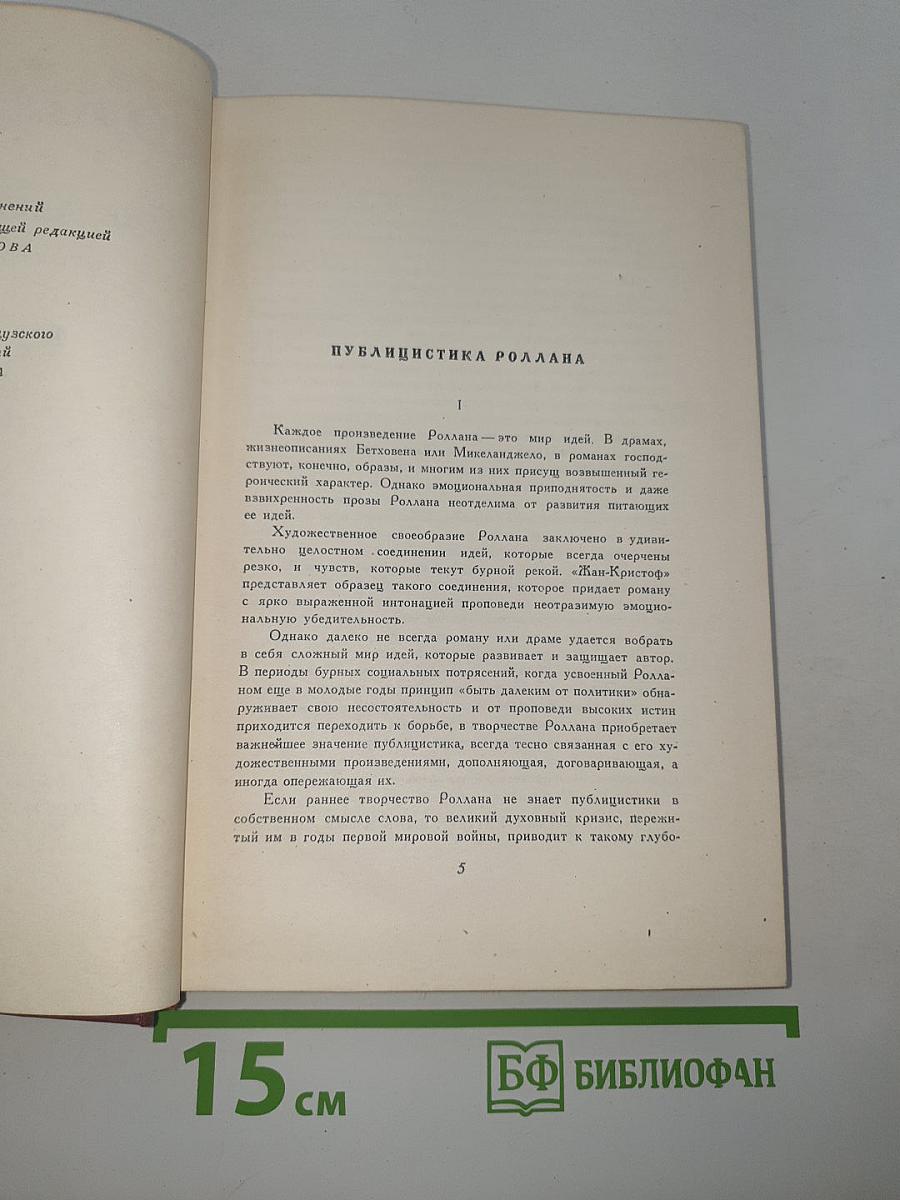 нений
щей редакцией
ОВА
цузского
ей
ПУБЛИЦИСТИКА РОЛЛАНА
I
Каждое произведение Роллана — это мир идей. В драмах,
жизнеописаниях Бетховена или Микеланджело, в романах господ-
ствуют, конечно, образы, и многим из них присущ возвышенный ге-
роический характер. Однако эмоциональная приподнятость и даже
взвихренность прозы Роллана неотделима от развития питающих
ее идей.
Художественное своеобразие Роллана заключено в удиви-
тельно целостном соединении идей, которые всегда очерчены
резко, и чувств, которые текут бурной рекой. «Жан-Кристоф»
представляет образец такого соединения, которое придает роману
с ярко выраженной интонацией проповеди неотразимую эмоцио-
нальную убедительность.
Однако далеко не всегда роману или драме удается вобрать
в себя сложный мир идей, которые развивает и защищает автор.
В периоды бурных социальных потрясений, когда усвоенный Ролла-
ном еще в молодые годы принцип «быть далеким от политики» обна-
руживает свою несостоятельность и от проповеди высоких истин
приходится переходить к борьбе, в творчестве Роллана приобретает
важнейшее значение публицистика, всегда тесно связанная с его ху-
дожественными произведениями, дополняющая, договаривающая, а
иногда опережающая их.
Если раннее творчество Роллана не знает публицистики в
собственном смысле слова, то великий духовный кризис, пережи-
тый им в годы первой мировой войны, приводит к такому глубо-
5
15 см
БФ БИБЛИОФАН